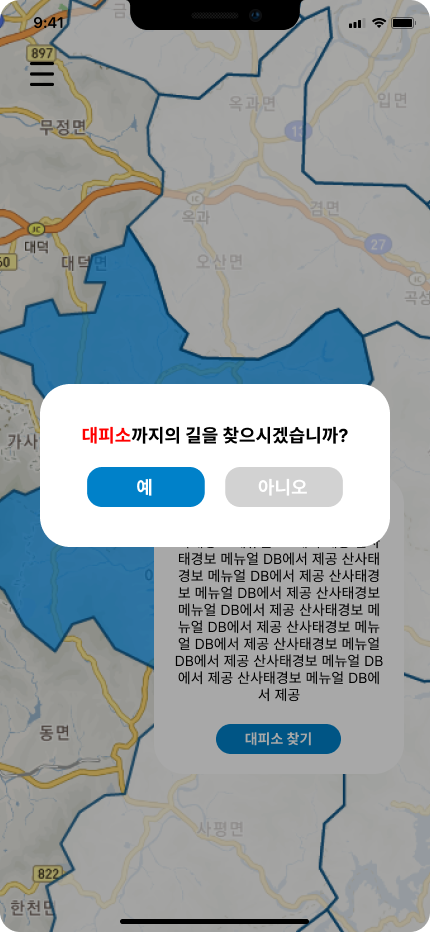 금
9:41
897
옥과면
입면
무정면
13
IC
옥과
겸면
JC
대덕
27
오산면
60
대덕면
IC
곡성
대피소까지의 길을 찾으시겠습니까?
가사
예
아니오
태경보 메뉴얼 DB에서 제공 산사태
경보 메뉴얼 DB에서 제공 산사태경
보 메뉴얼 DB에서 제공 산사태경보
메뉴얼 DB에서 제공 산사태경보 메
뉴얼 DB에서 제공 산사태경보 메뉴
얼 DB에서 제공 산사태경보 메뉴얼
DB에서 제공 산사태경보 메뉴얼 DB
에서 제공 산사태경보 메뉴얼 DB에
서 제공
동면
대피소 찾기
사평면
822
한천면